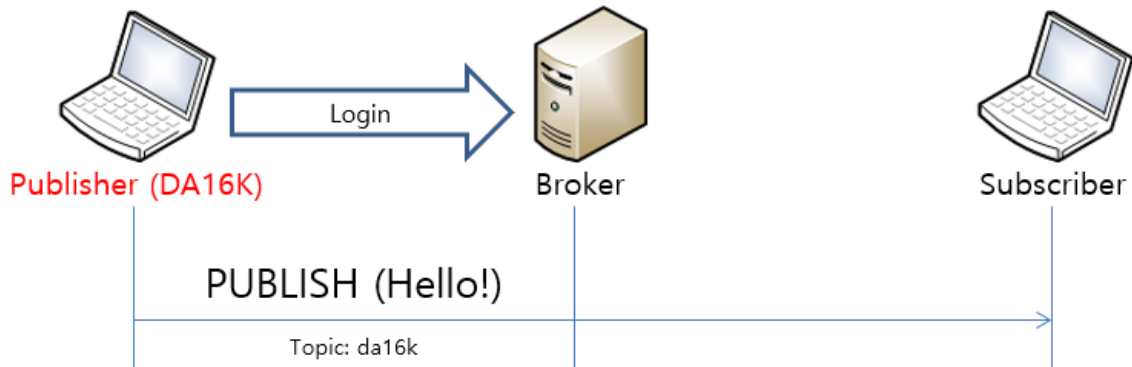 Login
Publisher (DA16K)
Broker
Subscriber
PUBLISH (Hello!)
Topic: da16k